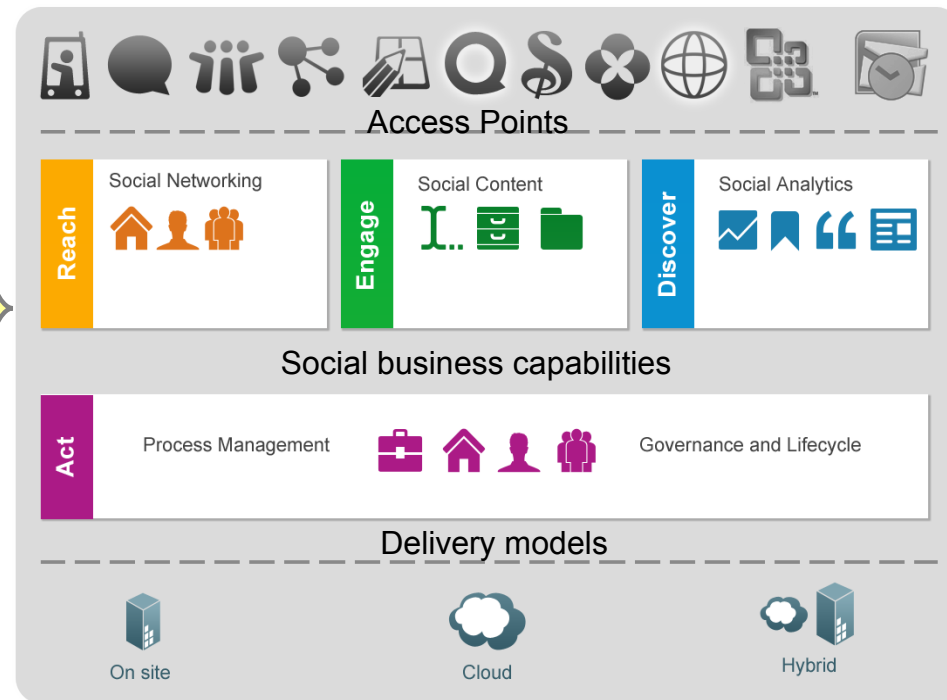 Access Points
Reach
Social Networking
Engage
Social Content
Discover
Social Analytics
Social business capabilities
Act
Process Management
Governance and Lifecycle
Delivery models
On site
Cloud
Hybrid